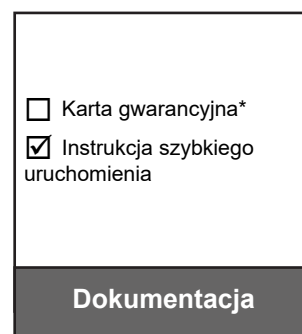 ☐ Karta gwarancyjna*
☑ Instrukcja szybkiego
uruchomienia
Dokumentacja